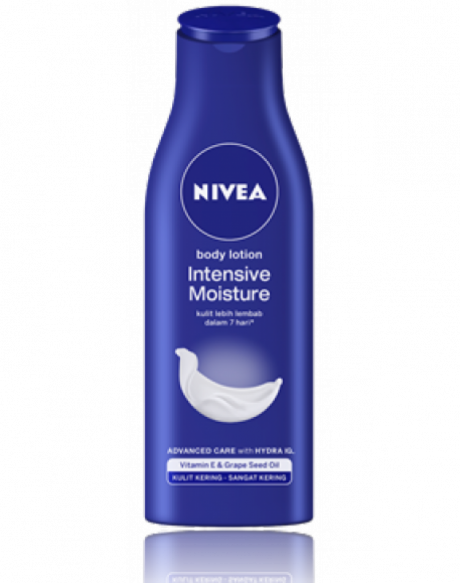 NIVEA
body lotion
Intensive
Moisture
kulit lebih lembab
dalam 7 hari*
ADVANCED CARE with HYDRA IQ.
Vitamin E & Grape Seed Oil
KULIT KERING - SANGAT KERING